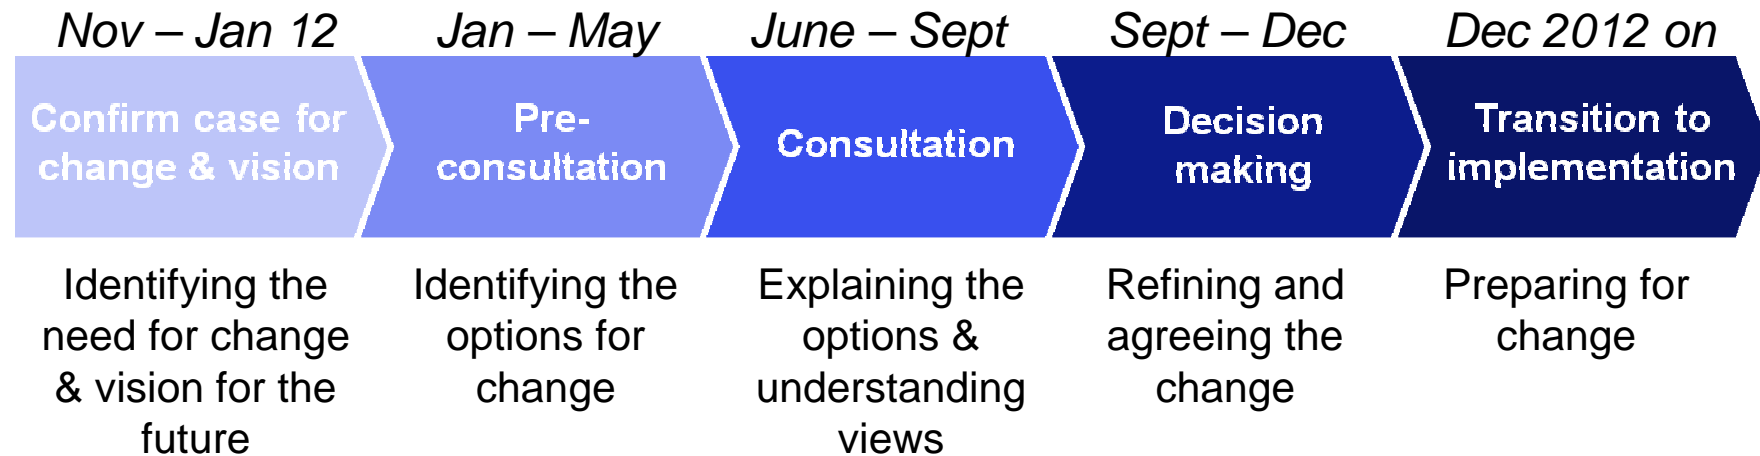 Nov – Jan 12
Jan – May
June – Sept
Sept – Dec
Dec 2012 on
Confirm case for
change & vision
Pre-
consultation
Consultation
Decision
making
Transition to
implementation
Identifying the
need for change
& vision for the
future
Identifying the
options for
change
Explaining the
options &
understanding
views
Refining and
agreeing the
change
Preparing for
change